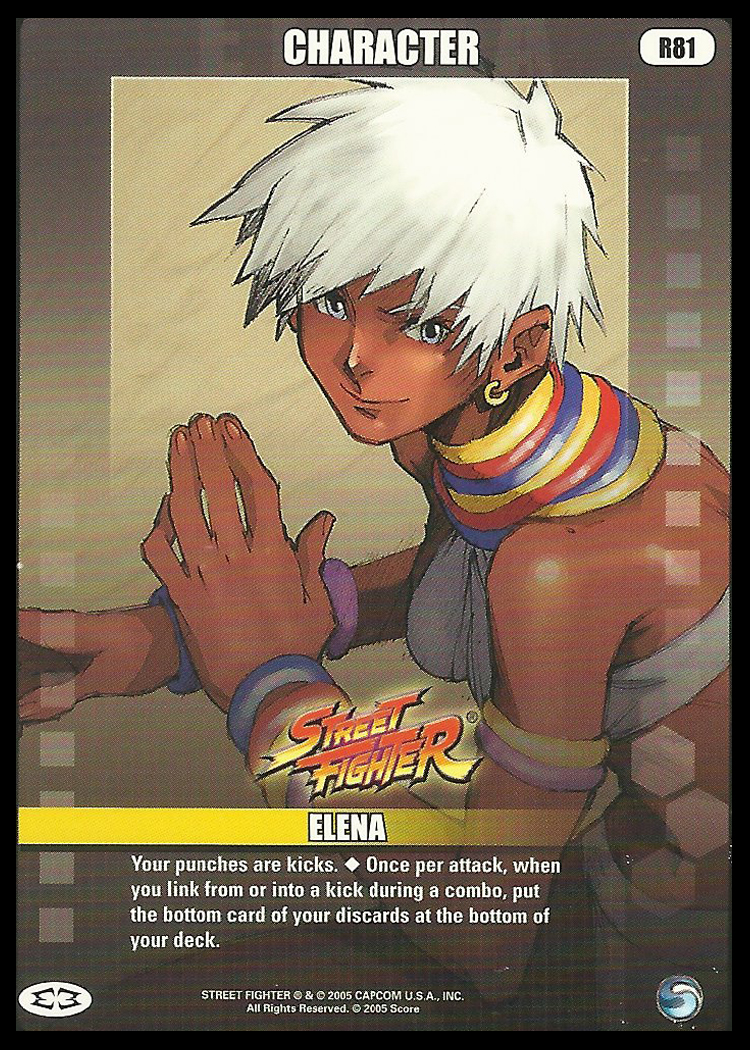 CHARACTER
R81
STREET
FIGHTER ®
ELENA
Your punches are kicks. ◆ Once per attack, when
you link from or into a kick during a combo, put
the bottom card of your discards at the bottom of
your deck.
STREET FIGHTER ® & © 2005 CAPCOM U.S.A., INC.
All Rights Reserved. © 2005 Score